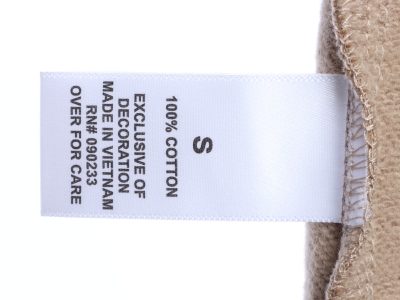 S
100% COTTON
EXCLUSIVE OF
DECORATION
MADE IN VIETNAM
RN# 090233
OVER FOR CARE